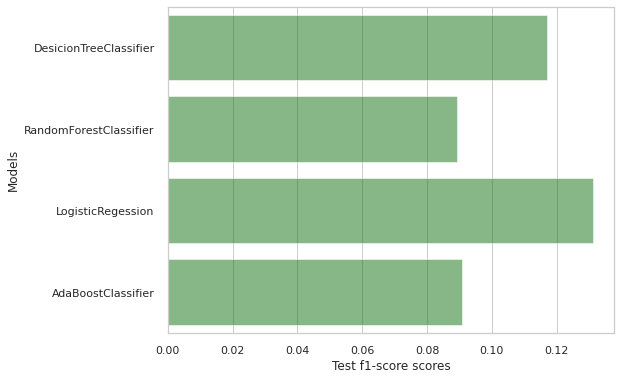 DesicionTreeClassifier
RandomForestClassifier
LogisticRegession
AdaBoostClassifier
Models
0.00 0.02 0.04 0.06 0.08 0.10 0.12
Test f1-score scores